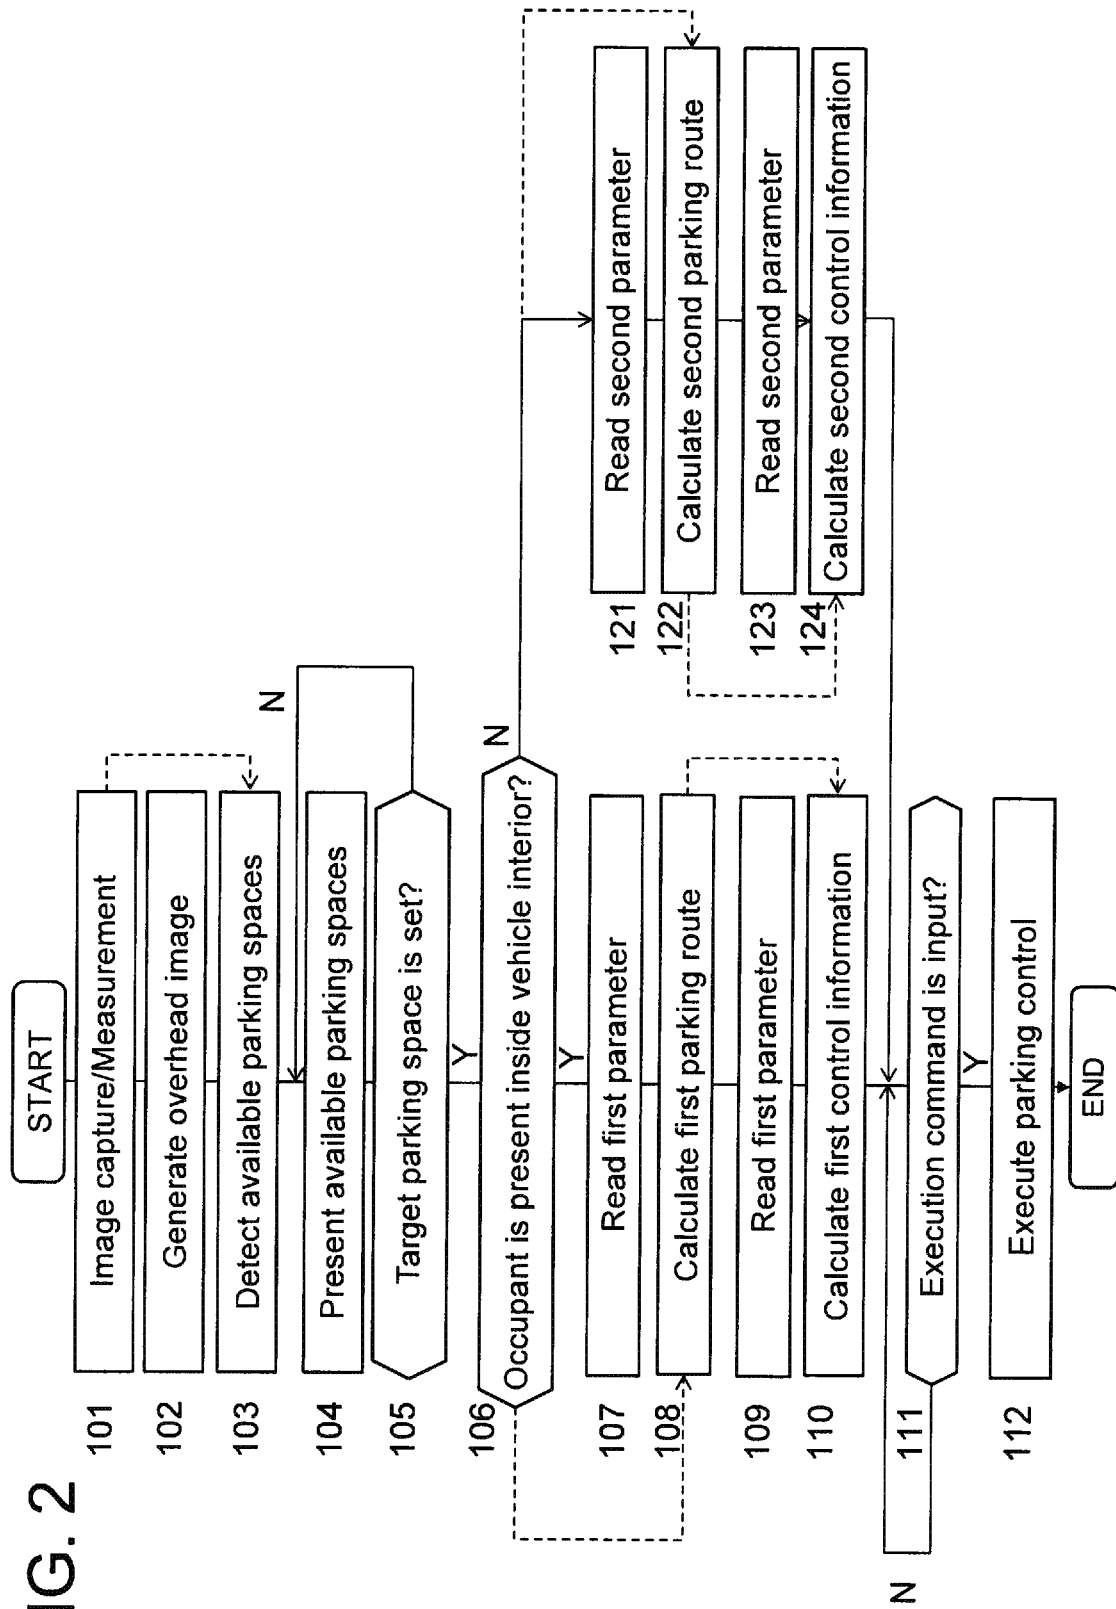 IG. 2
START
101
Image capture/Measurement
102
Generate overhead image
103
Detect available parking spaces
N
104
Present available parking spaces
105
Target parking space is set?
Y
106
Occupant is present inside vehicle interior?
N
Y
107
Read first parameter
108
Calculate first parking route
109
Read first parameter
110
Calculate first control information
121
Read second parameter
122
Calculate second parking route
123
Read second parameter
124
Calculate second control information
N
111
Execution command is input?
Y
112
Execute parking control
END